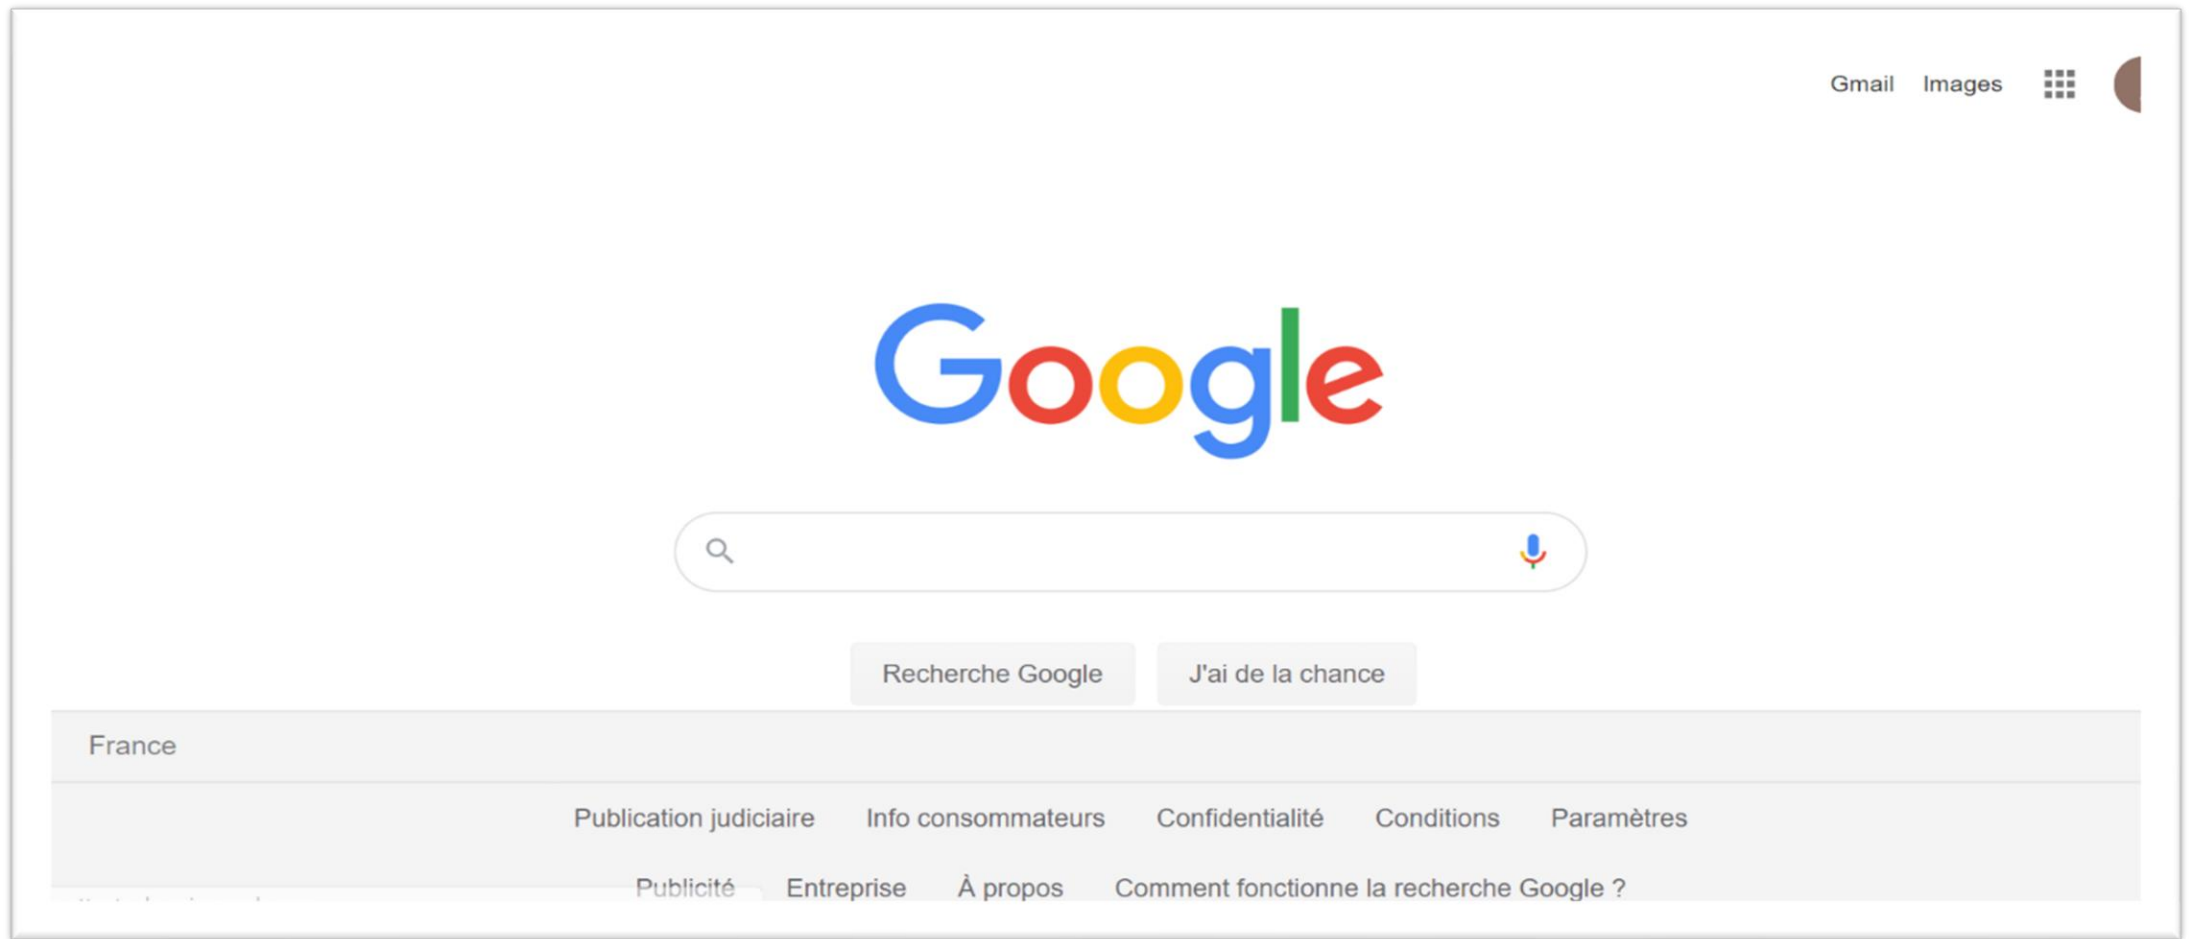 Gmail Images
Google
Recherche Google J'ai de la chance
France
Publication judiciaire Info consommateurs Confidentialité Conditions Paramètres
Publicité Entreprise À propos Comment fonctionne la recherche Google ?